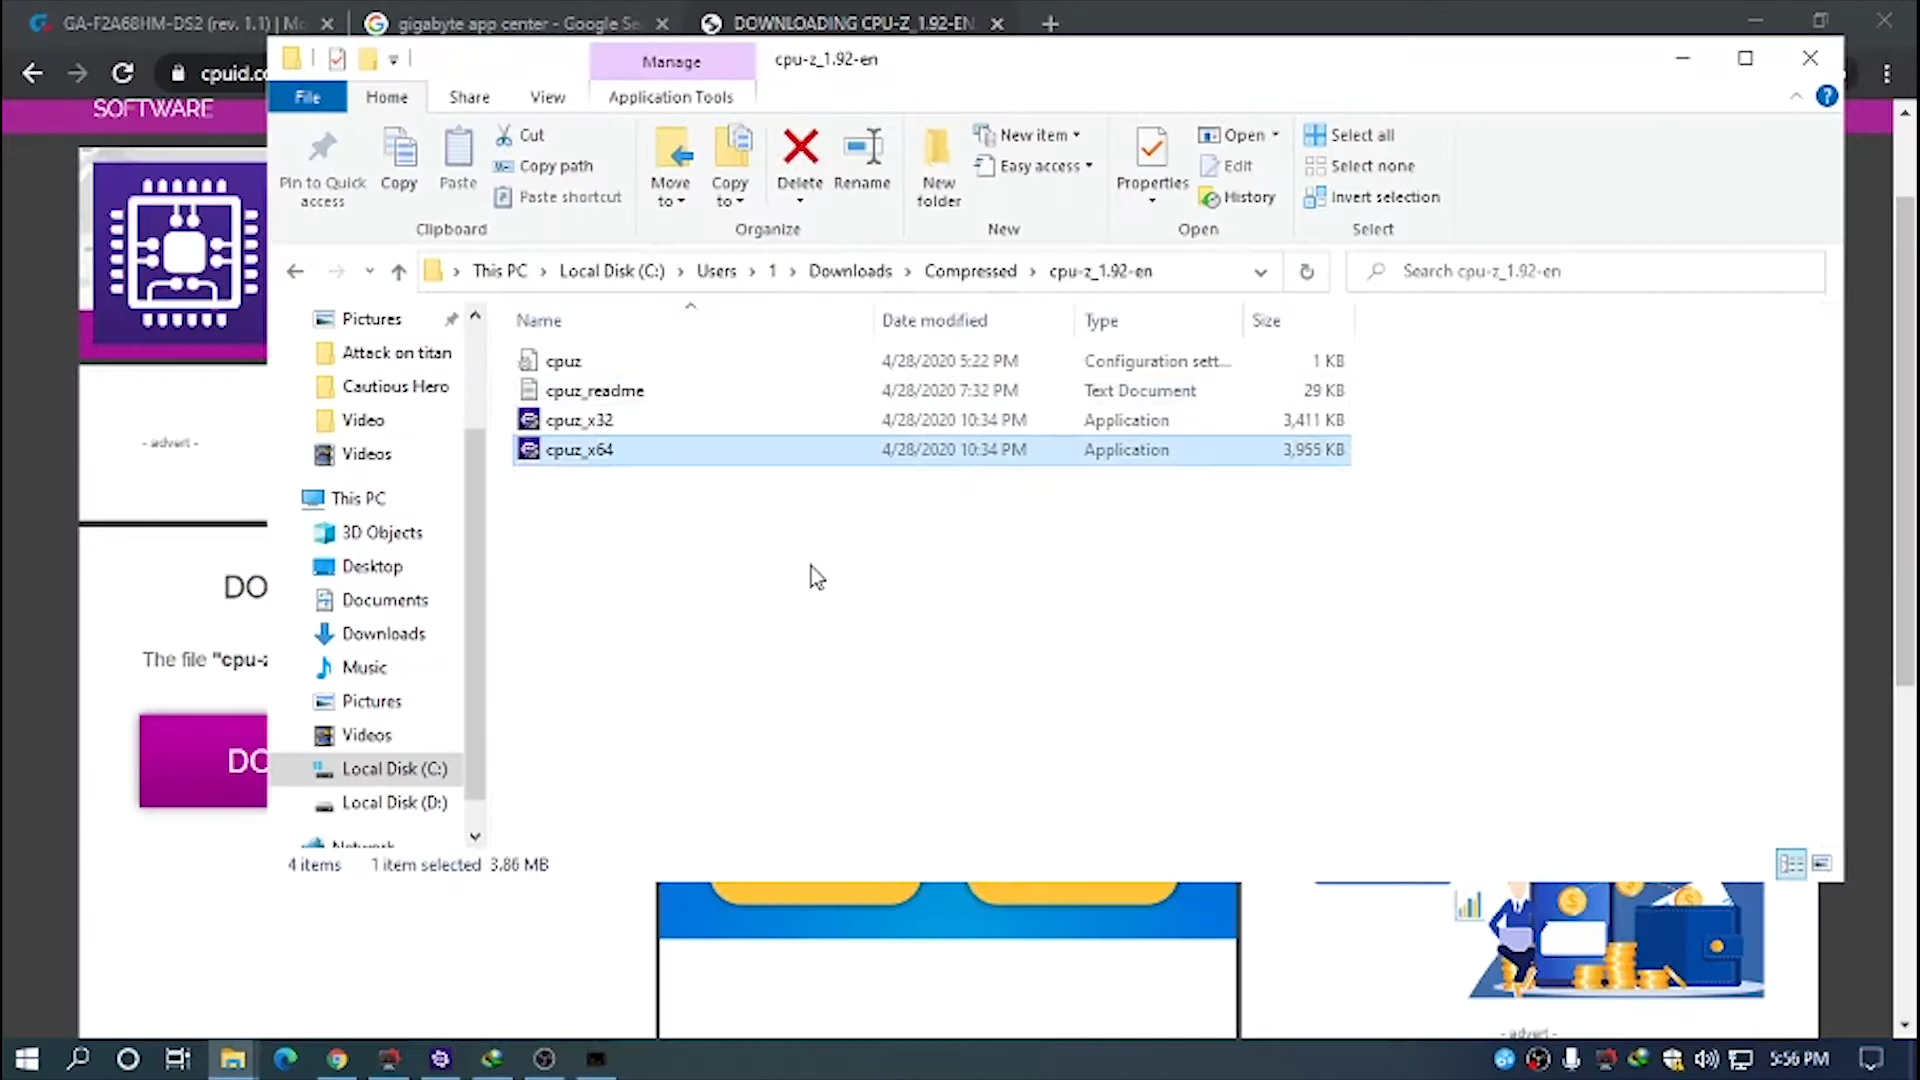 GA-F2A68HM-DS2 (rev. 1.1) | Mo
gigabyte app center - Google Se
DOWNLOADING CPU-Z_1.92-EN
cpuid.co
SOFTWARE
Manage
cpu-z_1.92-en
File
Home
Share
View
Application Tools
Pin to Quick access
Copy
Paste
Cut
Copy path
Paste shortcut
Clipboard
Move to
Copy to
Delete
Rename
Organize
New folder
New item
Easy access
New
Properties
Open
Edit
History
Open
Select all
Select none
Invert selection
Select
This PC > Local Disk (C:) > Users > 1 > Downloads > Compressed > cpu-z_1.92-en
Search cpu-z_1.92-en
Name Date modified Type Size
cpuz 4/28/2020 5:22 PM Configuration sett... 1 KB
cpuz_readme 4/28/2020 7:32 PM Text Document 29 KB
cpuz_x32 4/28/2020 10:34 PM Application 3,411 KB
cpuz_x64 4/28/2020 10:34 PM Application 3,955 KB
Pictures
Attack on titan
Cautious Hero
Video
Videos
This PC
3D Objects
Desktop
Documents
Downloads
Music
Pictures
Videos
Local Disk (C:)
Local Disk (D:)
Network
4 items 1 item selected 3.86 MB
- advert -
DO
The file "cpu-z
DO
- advert -
5:56 PM